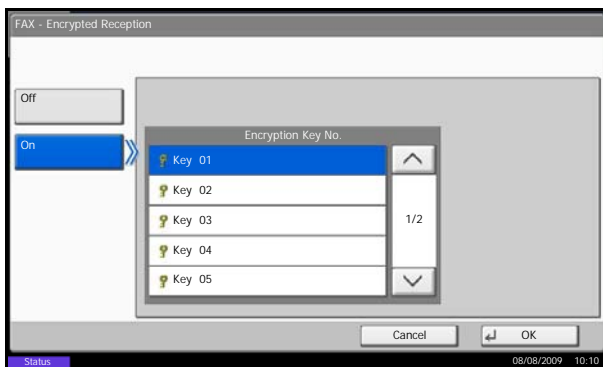 FAX - Encrypted Reception
Off
On
Encryption Key No.
Key 01
Key 02
Key 03
Key 04
Key 05
1/2
Cancel
OK
Status
08/08/2009 10:10